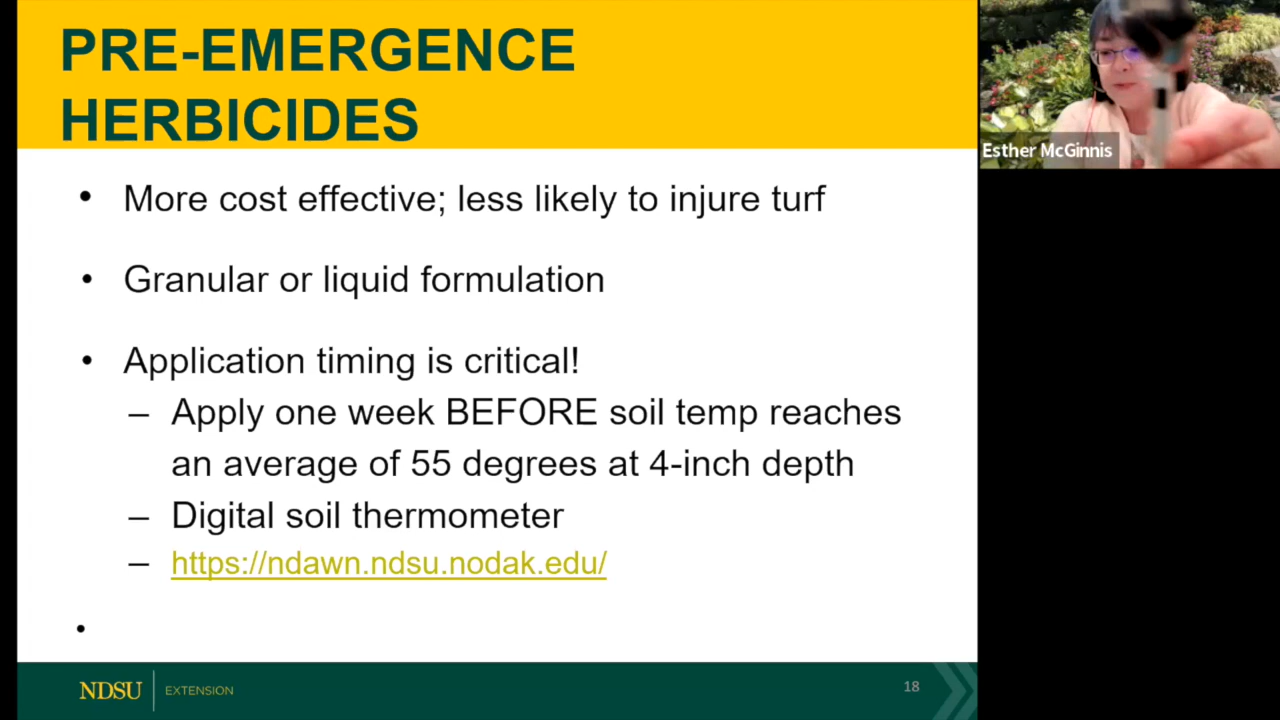 PRE-EMERGENCE
HERBICIDES
• More cost effective; less likely to injure turf
• Granular or liquid formulation
• Application timing is critical!
– Apply one week BEFORE soil temp reaches
an average of 55 degrees at 4-inch depth
– Digital soil thermometer
– https://ndawn.ndsu.nodak.edu/
•
NDSU EXTENSION
18
Esther McGinnis